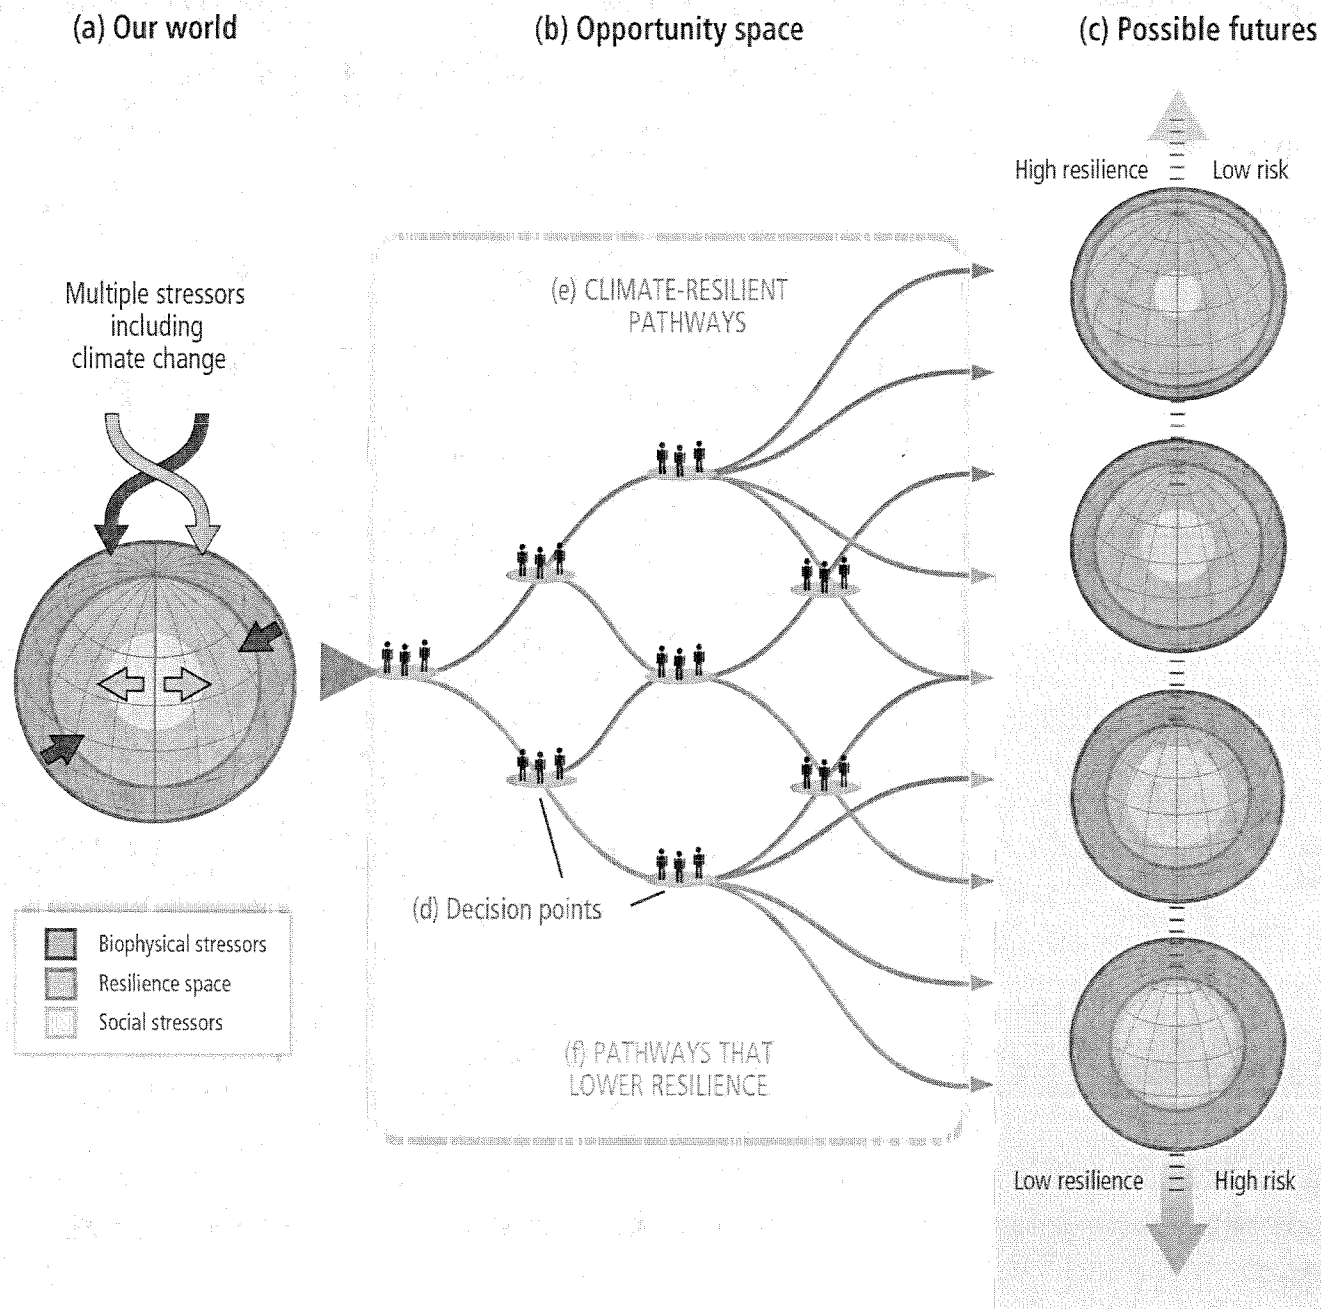 (a) Our world
(b) Opportunity space
(c) Possible futures
High resilience
Low risk
Multiple stressors
including
climate change
(e) CLIMATE-RESILIENT
PATHWAYS
(d) Decision points
Biophysical stressors
Resilience space
Social stressors
(f) PATHWAYS THAT
LOWER RESILIENCE
Low resilience
High risk